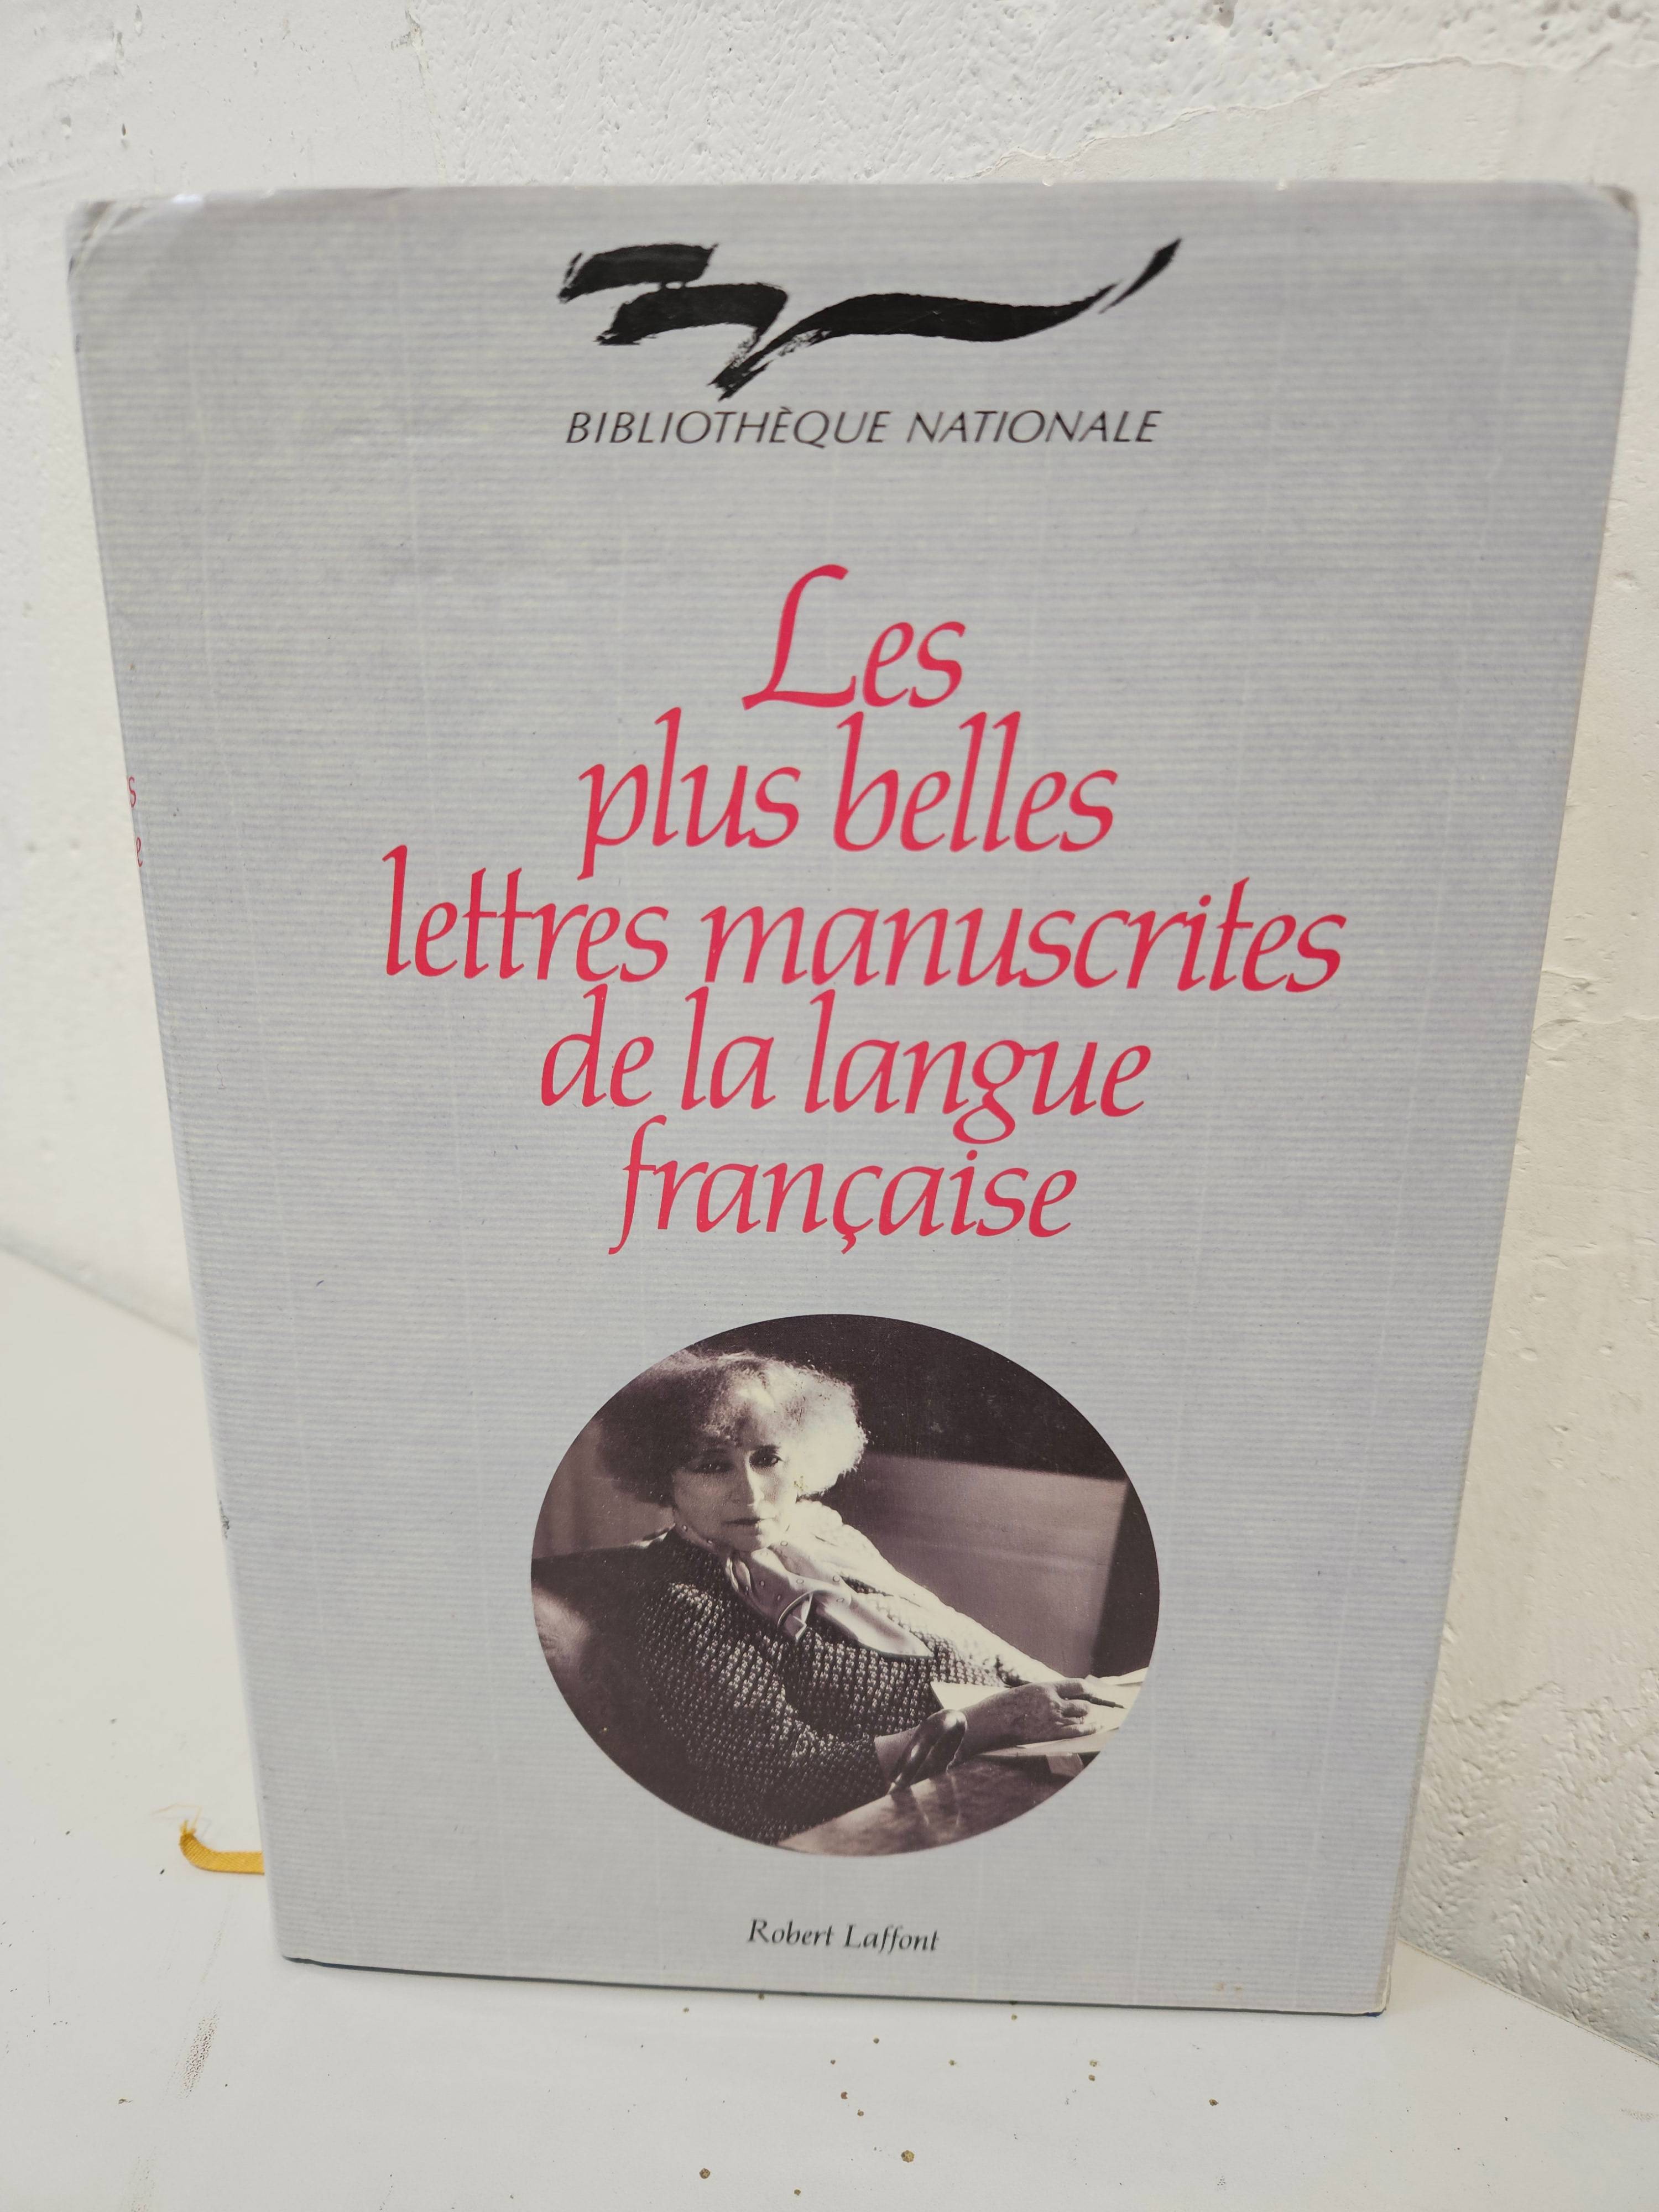 BIBLIOTHÈQUE NATIONALE
Les
plus belles
lettres manuscrites
de la langue
française
Robert Laffont
s
e